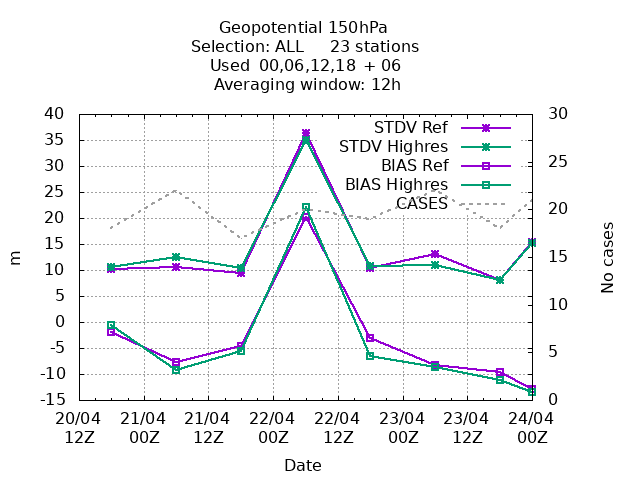 Geopotential 150hPa
Selection: ALL 23 stations
Used 00,06,12,18 + 06
Averaging window: 12h
STDV Ref
STDV Highres
BIAS Ref
BIAS Highres
CASES
40
35
30
25
20
15
10
5
0
-5
-10
-15
m
30
25
20
15
10
5
0
No cases
20/04 21/04 21/04 22/04 22/04 23/04 23/04 24/04
12Z 00Z 12Z 00Z 12Z 00Z 12Z 00Z
Date